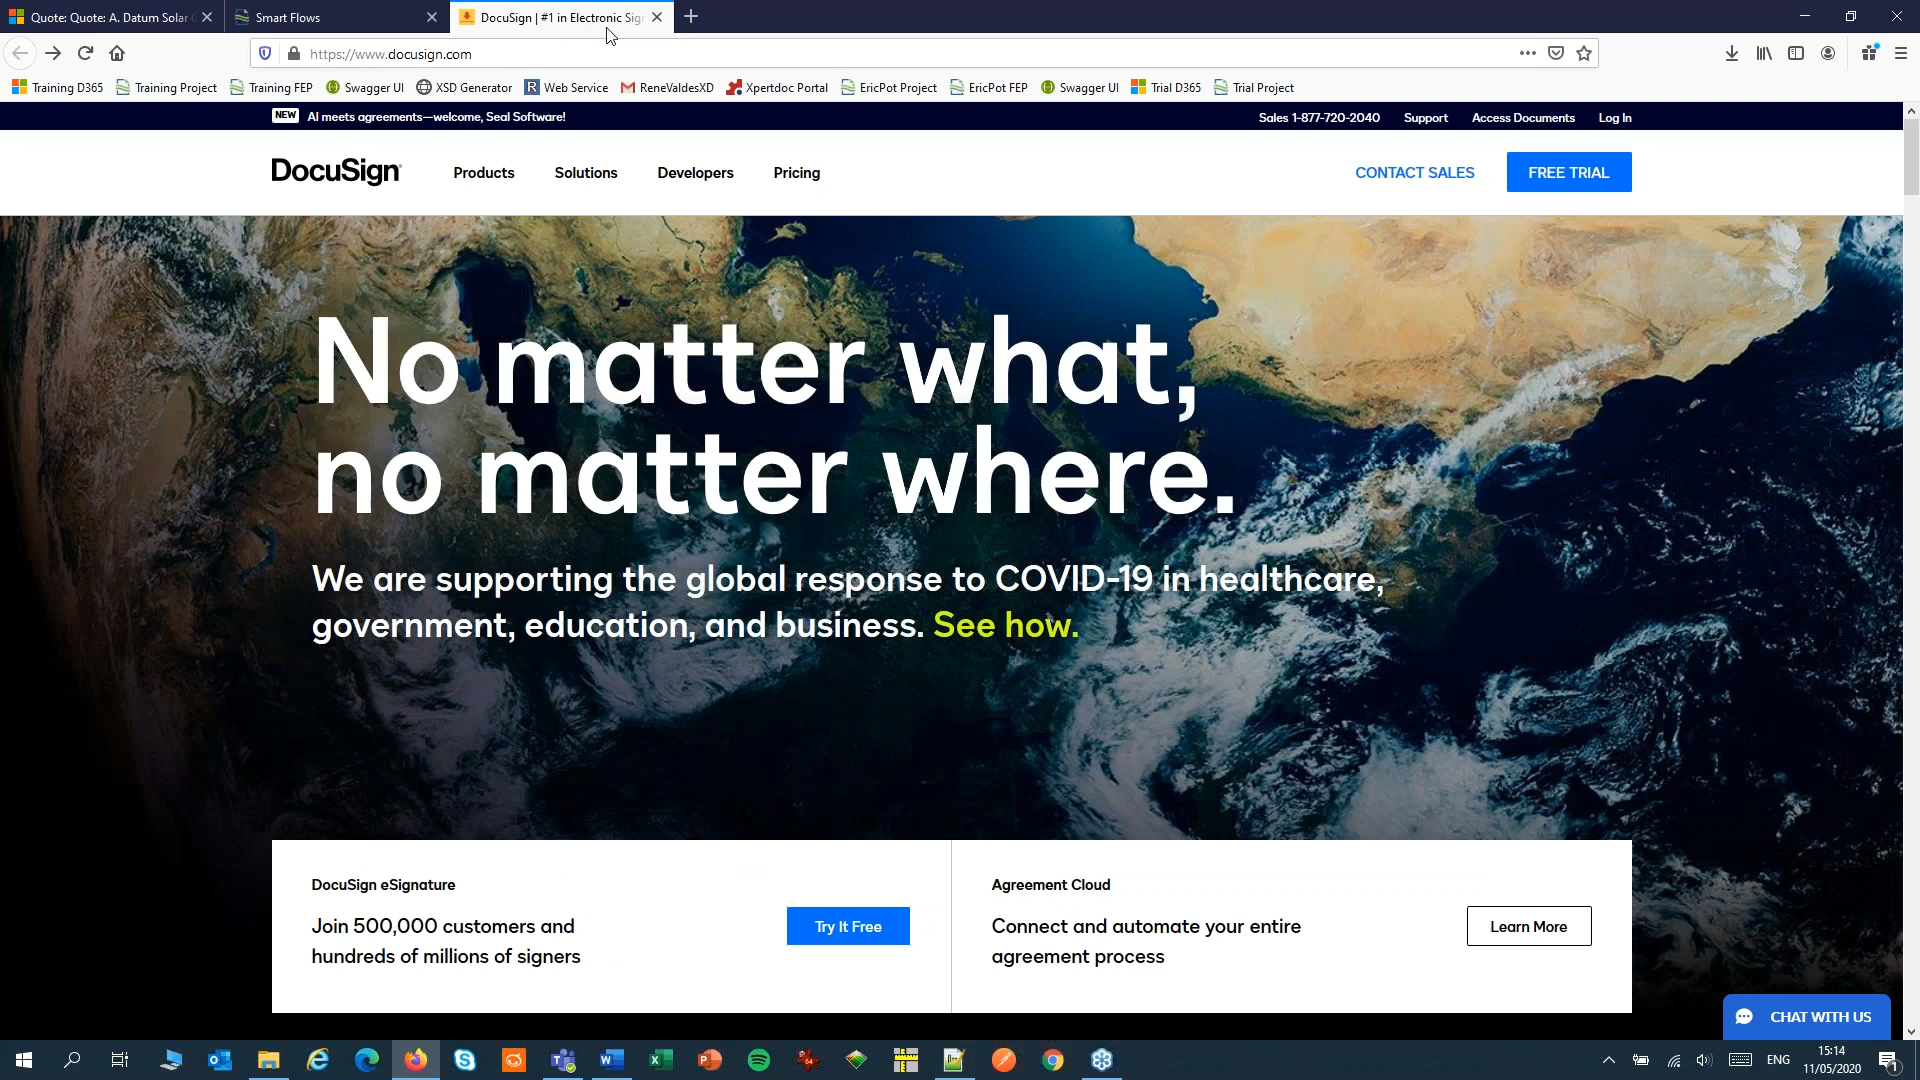 Quote: Quote: A. Datum Solar
Smart Flows
DocuSign | #1 in Electronic Sig
https://www.docusign.com
Training D365
Training Project
Training FEP
Swagger UI
XSD Generator
R
Web Service
ReneValdesXD
Xpertdoc Portal
EricPot Project
EricPot FEP
Swagger UI
Trial D365
Trial Project
NEW
AI meets agreements—welcome, Seal Software!
Sales 1-877-720-2040
Support
Access Documents
Log In
DocuSign
Products
Solutions
Developers
Pricing
CONTACT SALES
FREE TRIAL
No matter what,
no matter where.
We are supporting the global response to COVID-19 in healthcare,
government, education, and business. See how.
DocuSign eSignature
Join 500,000 customers and
hundreds of millions of signers
Try It Free
Agreement Cloud
Connect and automate your entire
agreement process
Learn More
CHAT WITH US
ENG
15:14
11/05/2020
1